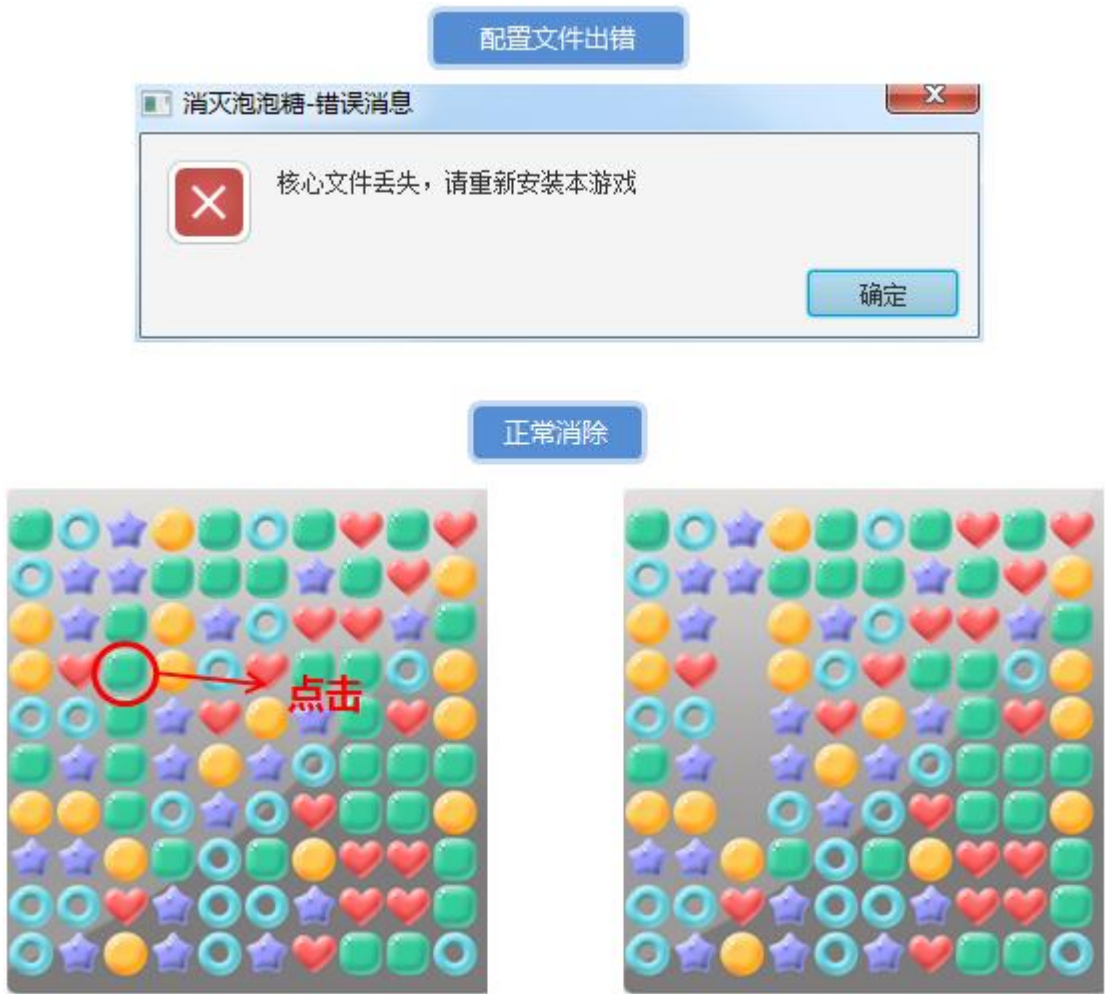 配置文件出错
消灭泡泡糖-错误消息
核心文件丢失，请重新安装本游戏
确定
正常消除
点击